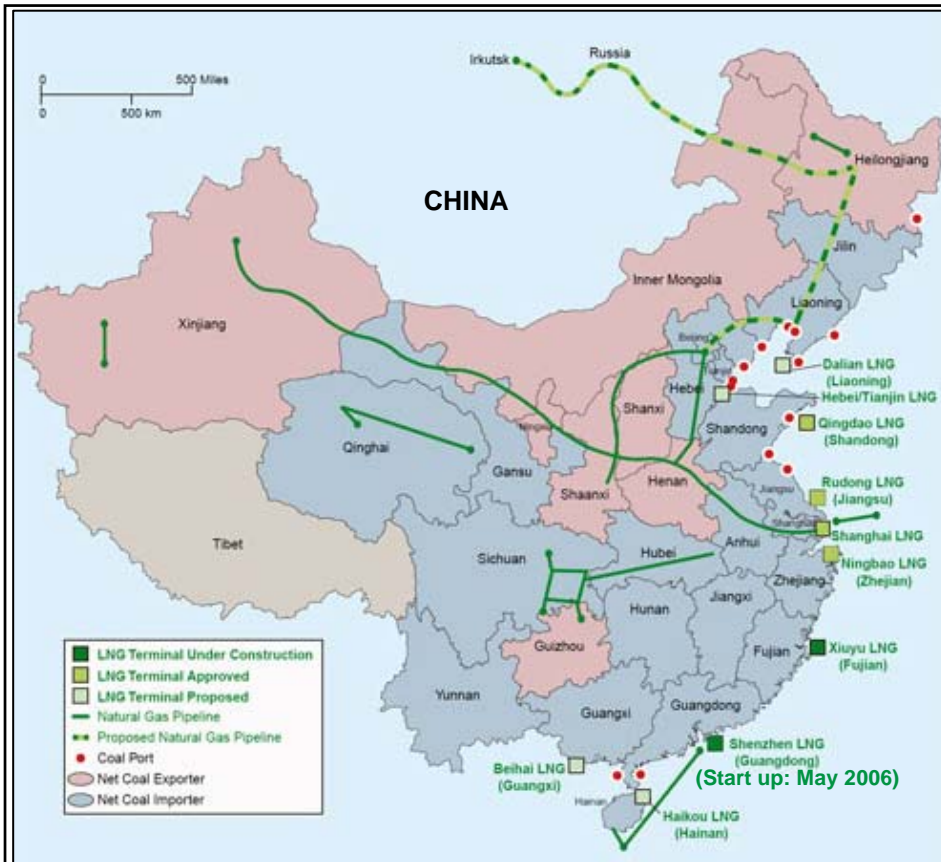 Irkutsk
Russia
0
500 Miles
0
500 km
Heilongjiang
CHINA
Jilin
Inner Mongolia
Liaoning
Xinjiang
Beijing
Tianjin
Hebei
Dalian LNG
(Liaoning)
Hebei/Tianjin LNG
Shanxi
Ningxia
Shandong
Qingdao LNG
(Shandong)
Qinghai
Gansu
Shaanxi
Henan
Jiangsu
Rudong LNG
(Jiangsu)
Shanghai
Shanghai LNG
Tibet
Sichuan
Hubei
Anhui
Ningbao LNG
(Zhejian)
Zhejiang
Hunan
Jiangxi
Guizhou
Fujian
Xiuyu LNG
(Fujian)
Yunnan
Guangxi
Guangdong
Shenzhen LNG
(Guangdong)
(Start up: May 2006)
Beihai LNG
(Guangxi)
Hainan
Haikou LNG
(Hainan)
LNG Terminal Under Construction
LNG Terminal Approved
LNG Terminal Proposed
Natural Gas Pipeline
Proposed Natural Gas Pipeline
Coal Port
Net Coal Exporter
Net Coal Importer